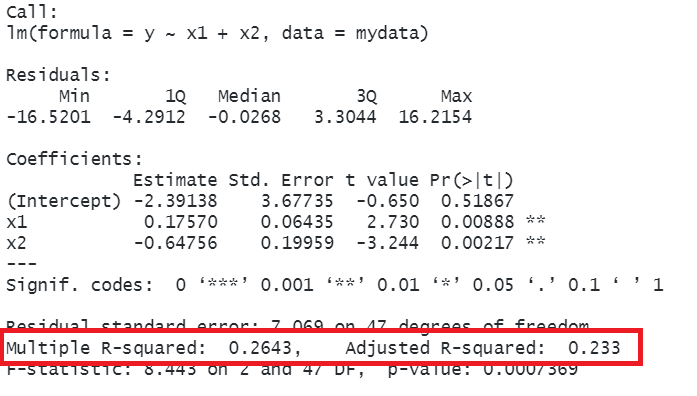 Call:
lm(formula = y ~ x1 + x2, data = mydata)
Residuals:
Min 1Q Median 3Q Max
-16.5201 -4.2912 -0.0268 3.3044 16.2154
Coefficients:
Estimate Std. Error t value Pr(>|t|)
(Intercept) -2.39138 3.67735 -0.650 0.51867
x1 0.17570 0.06435 2.730 0.00888 **
x2 -0.64756 0.19959 -3.244 0.00217 **
---
Signif. codes: 0 ‘***’ 0.001 ‘**’ 0.01 ‘*’ 0.05 ‘.’ 0.1 ‘ ’ 1
Residual standard error: 7.069 on 47 degrees of freedom
Multiple R-squared: 0.2643, Adjusted R-squared: 0.233
F-statistic: 8.443 on 2 and 47 DF, p-value: 0.0007369